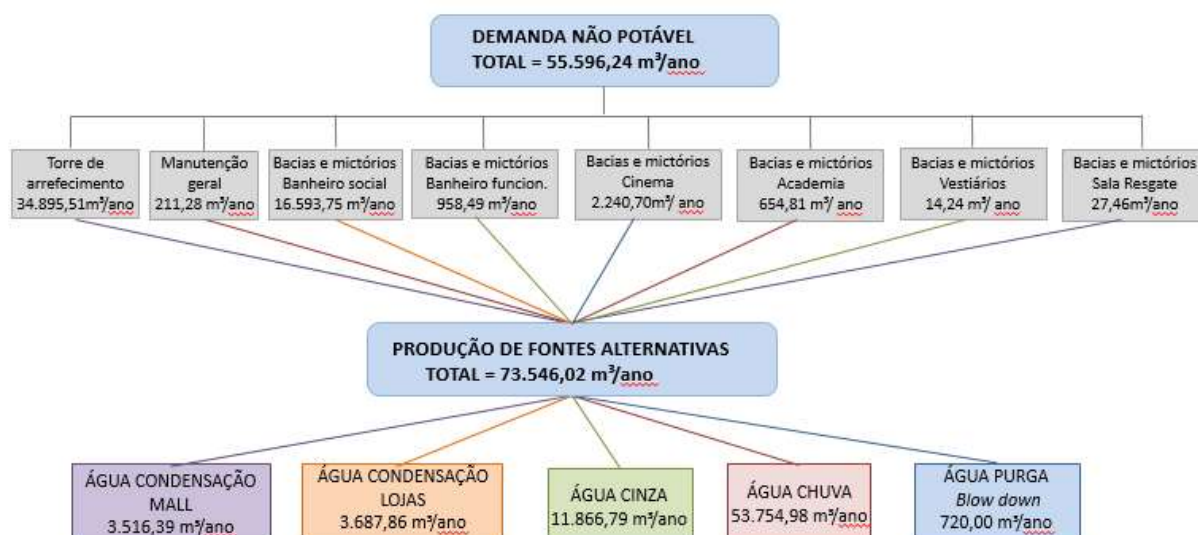 DEMANDA NÃO POTÁVEL
TOTAL = 55.596,24 m³/ano
Torre de
arrefecimento
34.895,51m³/ano
Manutenção
geral
211,28 m³/ano
Bacias e mictórios
Banheiro social
16.593,75 m³/ano
Bacias e mictórios
Banheiro funcion.
958,49 m³/ano
Bacias e mictórios
Cinema
2.240,70m³/ ano
Bacias e mictórios
Academia
654,81 m³/ ano
Bacias e mictórios
Vestiários
14,24 m³/ ano
Bacias e mictórios
Sala Resgate
27,46m³/ ano
PRODUÇÃO DE FONTES ALTERNATIVAS
TOTAL = 73.546,02 m³/ano
ÁGUA CONDENSAÇÃO
MALL
3.516,39 m³/ano
ÁGUA CONDENSAÇÃO
LOJAS
3.687,86 m³/ano
ÁGUA CINZA
11.866,79 m³/ano
ÁGUA CHUVA
53.754,98 m³/ano
ÁGUA PURGA
Blow down
720,00 m³/ano